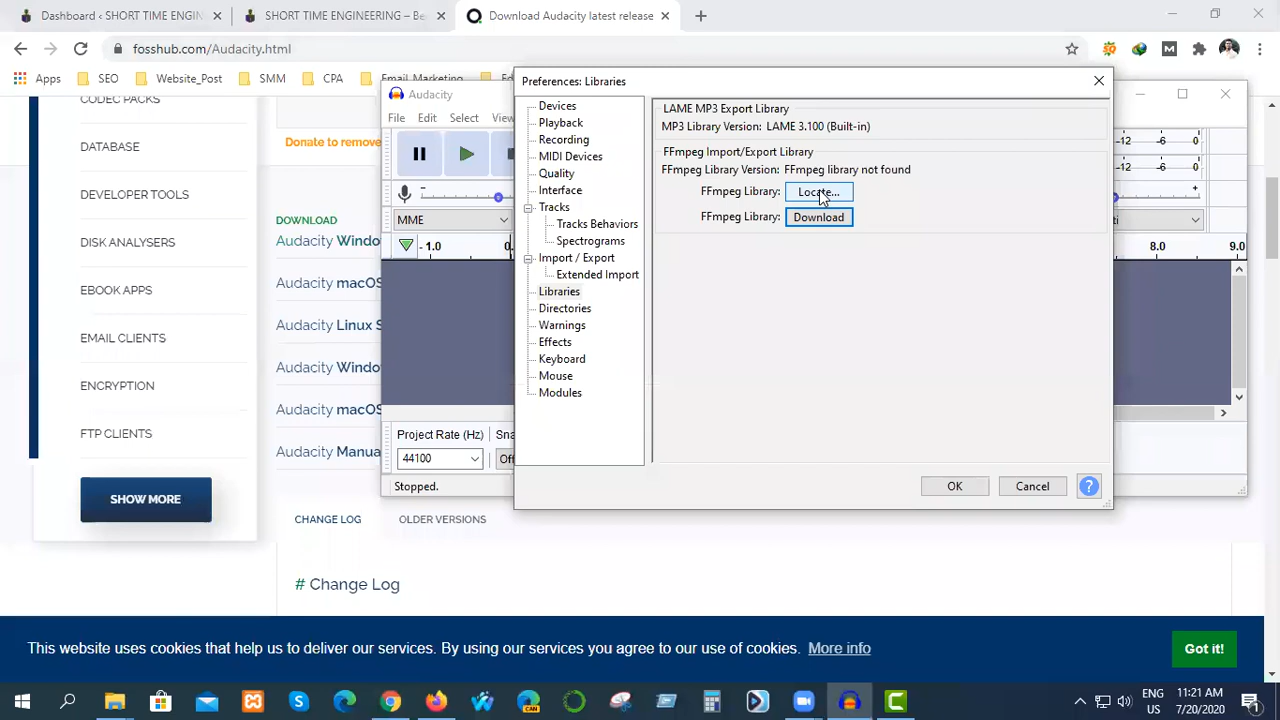 Dashboard < SHORT TIME ENGIN
SHORT TIME ENGINEERING – Be
Download Audacity latest release
fosshub.com/Audacity.html
Apps
SEO
Website_Post
SMM
CPA
Email Marketing
CODEC PACKS
DATABASE
DEVELOPER TOOLS
DISK ANALYSERS
EBOOK APPS
EMAIL CLIENTS
ENCRYPTION
FTP CLIENTS
SHOW MORE
Donate to remove
DOWNLOAD
Audacity Windo
Audacity macOS
Audacity Linux S
Audacity Windo
Audacity macOS
Audacity Manua
CHANGE LOG
OLDER VERSIONS
# Change Log
Audacity
File Edit Select View
MME
-1.0
Project Rate (Hz)
Sna
44100
Off
Stopped.
Preferences: Libraries
Devices
Playback
Recording
MIDI Devices
Quality
Interface
Tracks
Tracks Behaviors
Spectrograms
Import / Export
Extended Import
Libraries
Directories
Warnings
Effects
Keyboard
Mouse
Modules
LAME MP3 Export Library
MP3 Library Version: LAME 3.100 (Built-in)
FFmpeg Import/Export Library
FFmpeg Library Version: FFmpeg library not found
FFmpeg Library: Locate...
FFmpeg Library: Download
OK
Cancel
?
-12 -6 0
-12 -6 0
8.0 9.0
This website uses cookies that help us to deliver our services. By using our services you agree to our use of cookies. More info
Got it!
ENG
US
11:21 AM
7/20/2020